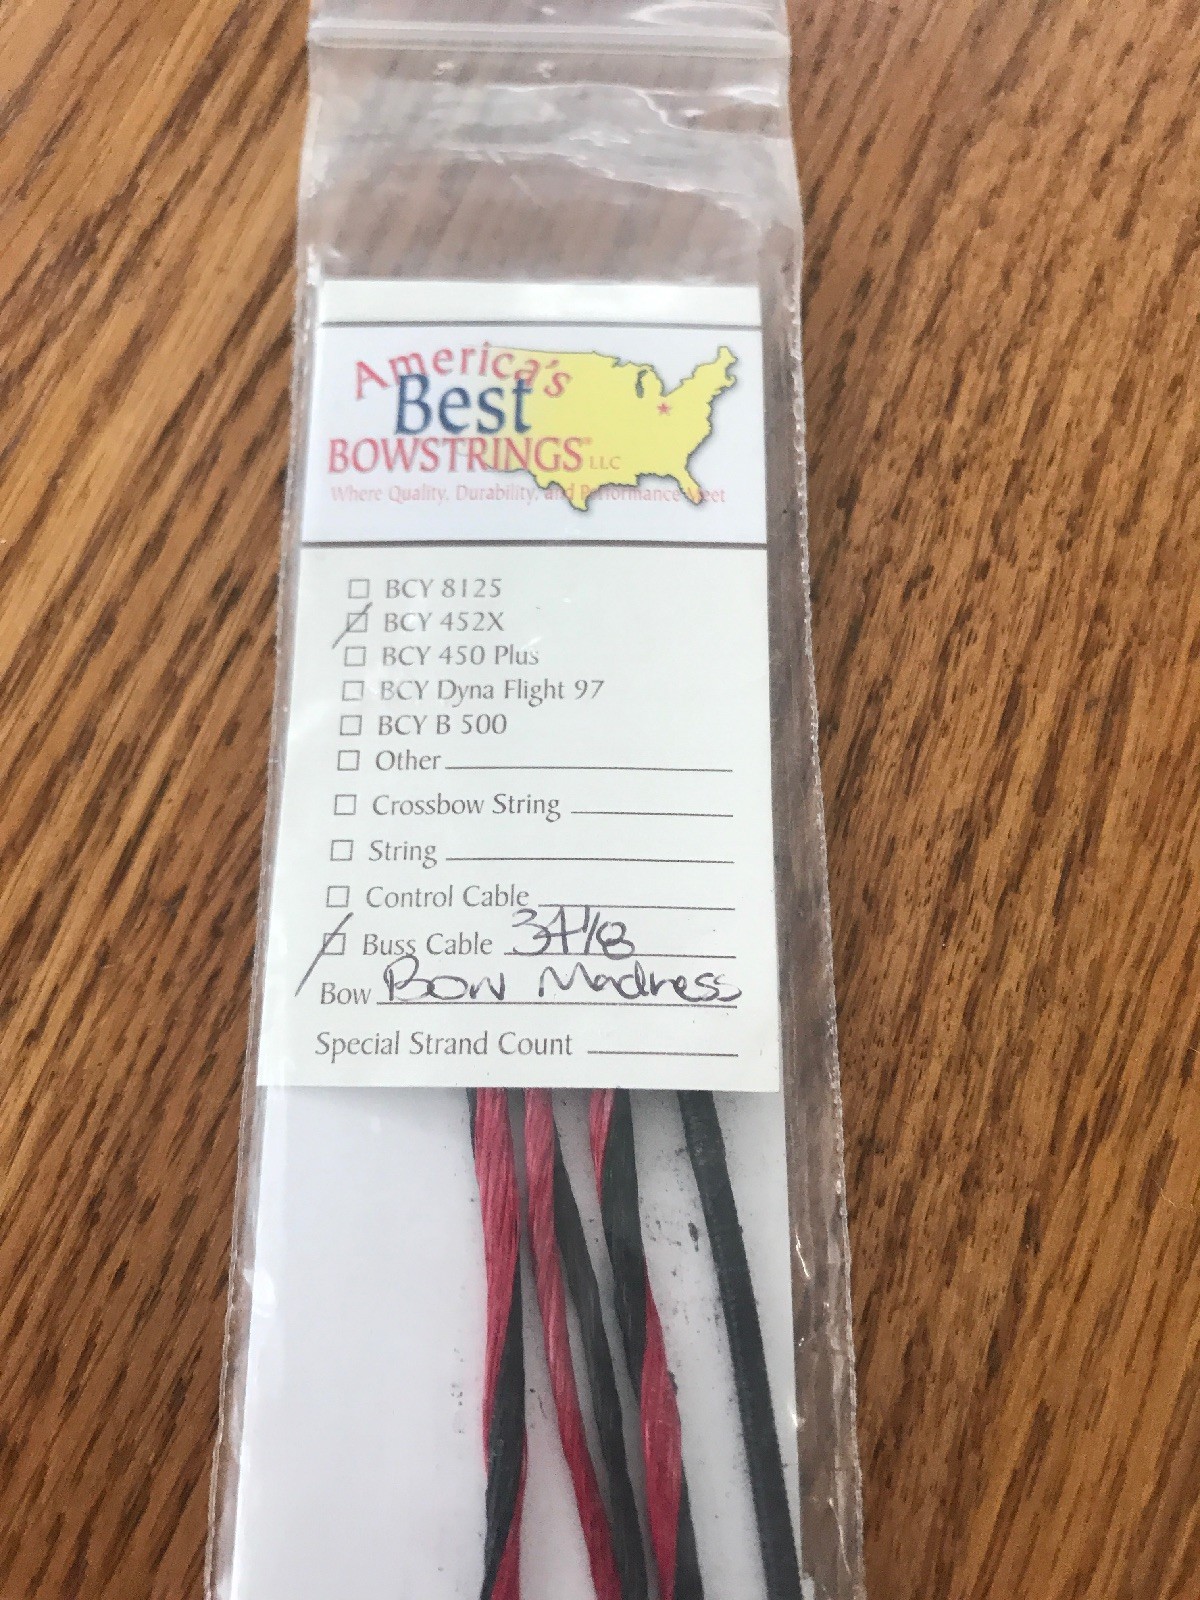 America's
Best
BOWSTRINGS® LLC
Where Quality, Durability, and Performance Meet
BCY 8125
BCY 452X
BCY 450 Plus
BCY Dyna Flight 97
BCY B 500
Other
Crossbow String
String
Control Cable
Buss Cable 34 1/8
Bow Bow Madness
Special Strand Count